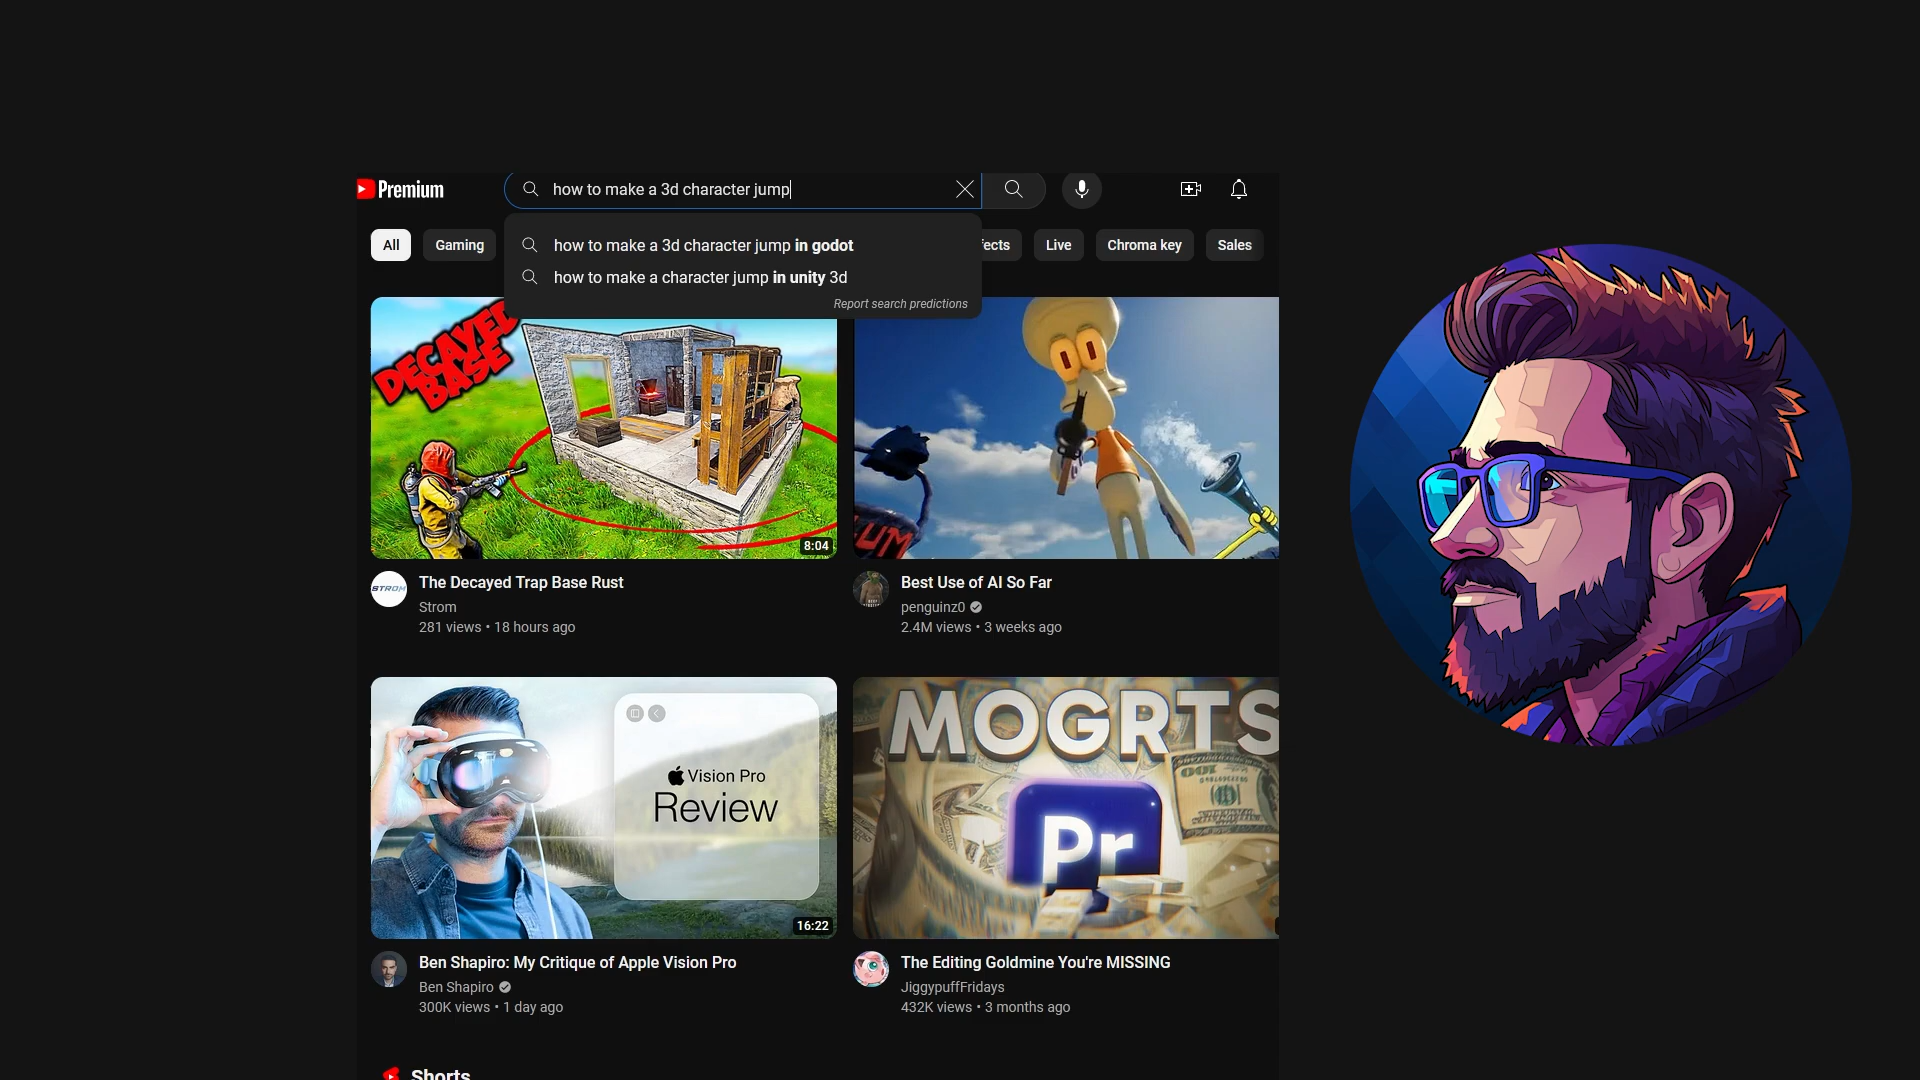 Premium
how to make a 3d character jump
All
Gaming
how to make a 3d character jump in godot
how to make a character jump in unity 3d
Report search predictions
fects
Live
Chroma key
Sales
DECAYED
BASE
8:04
UM
STROM
The Decayed Trap Base Rust
Strom
281 views • 18 hours ago
Best Use of AI So Far
penguinz0
2.4M views • 3 weeks ago
Vision Pro
Review
16:22
MOGRTS
100
Pr
Ben Shapiro: My Critique of Apple Vision Pro
Ben Shapiro
300K views • 1 day ago
The Editing Goldmine You're MISSING
JiggypuffFridays
432K views • 3 months ago
Shorts